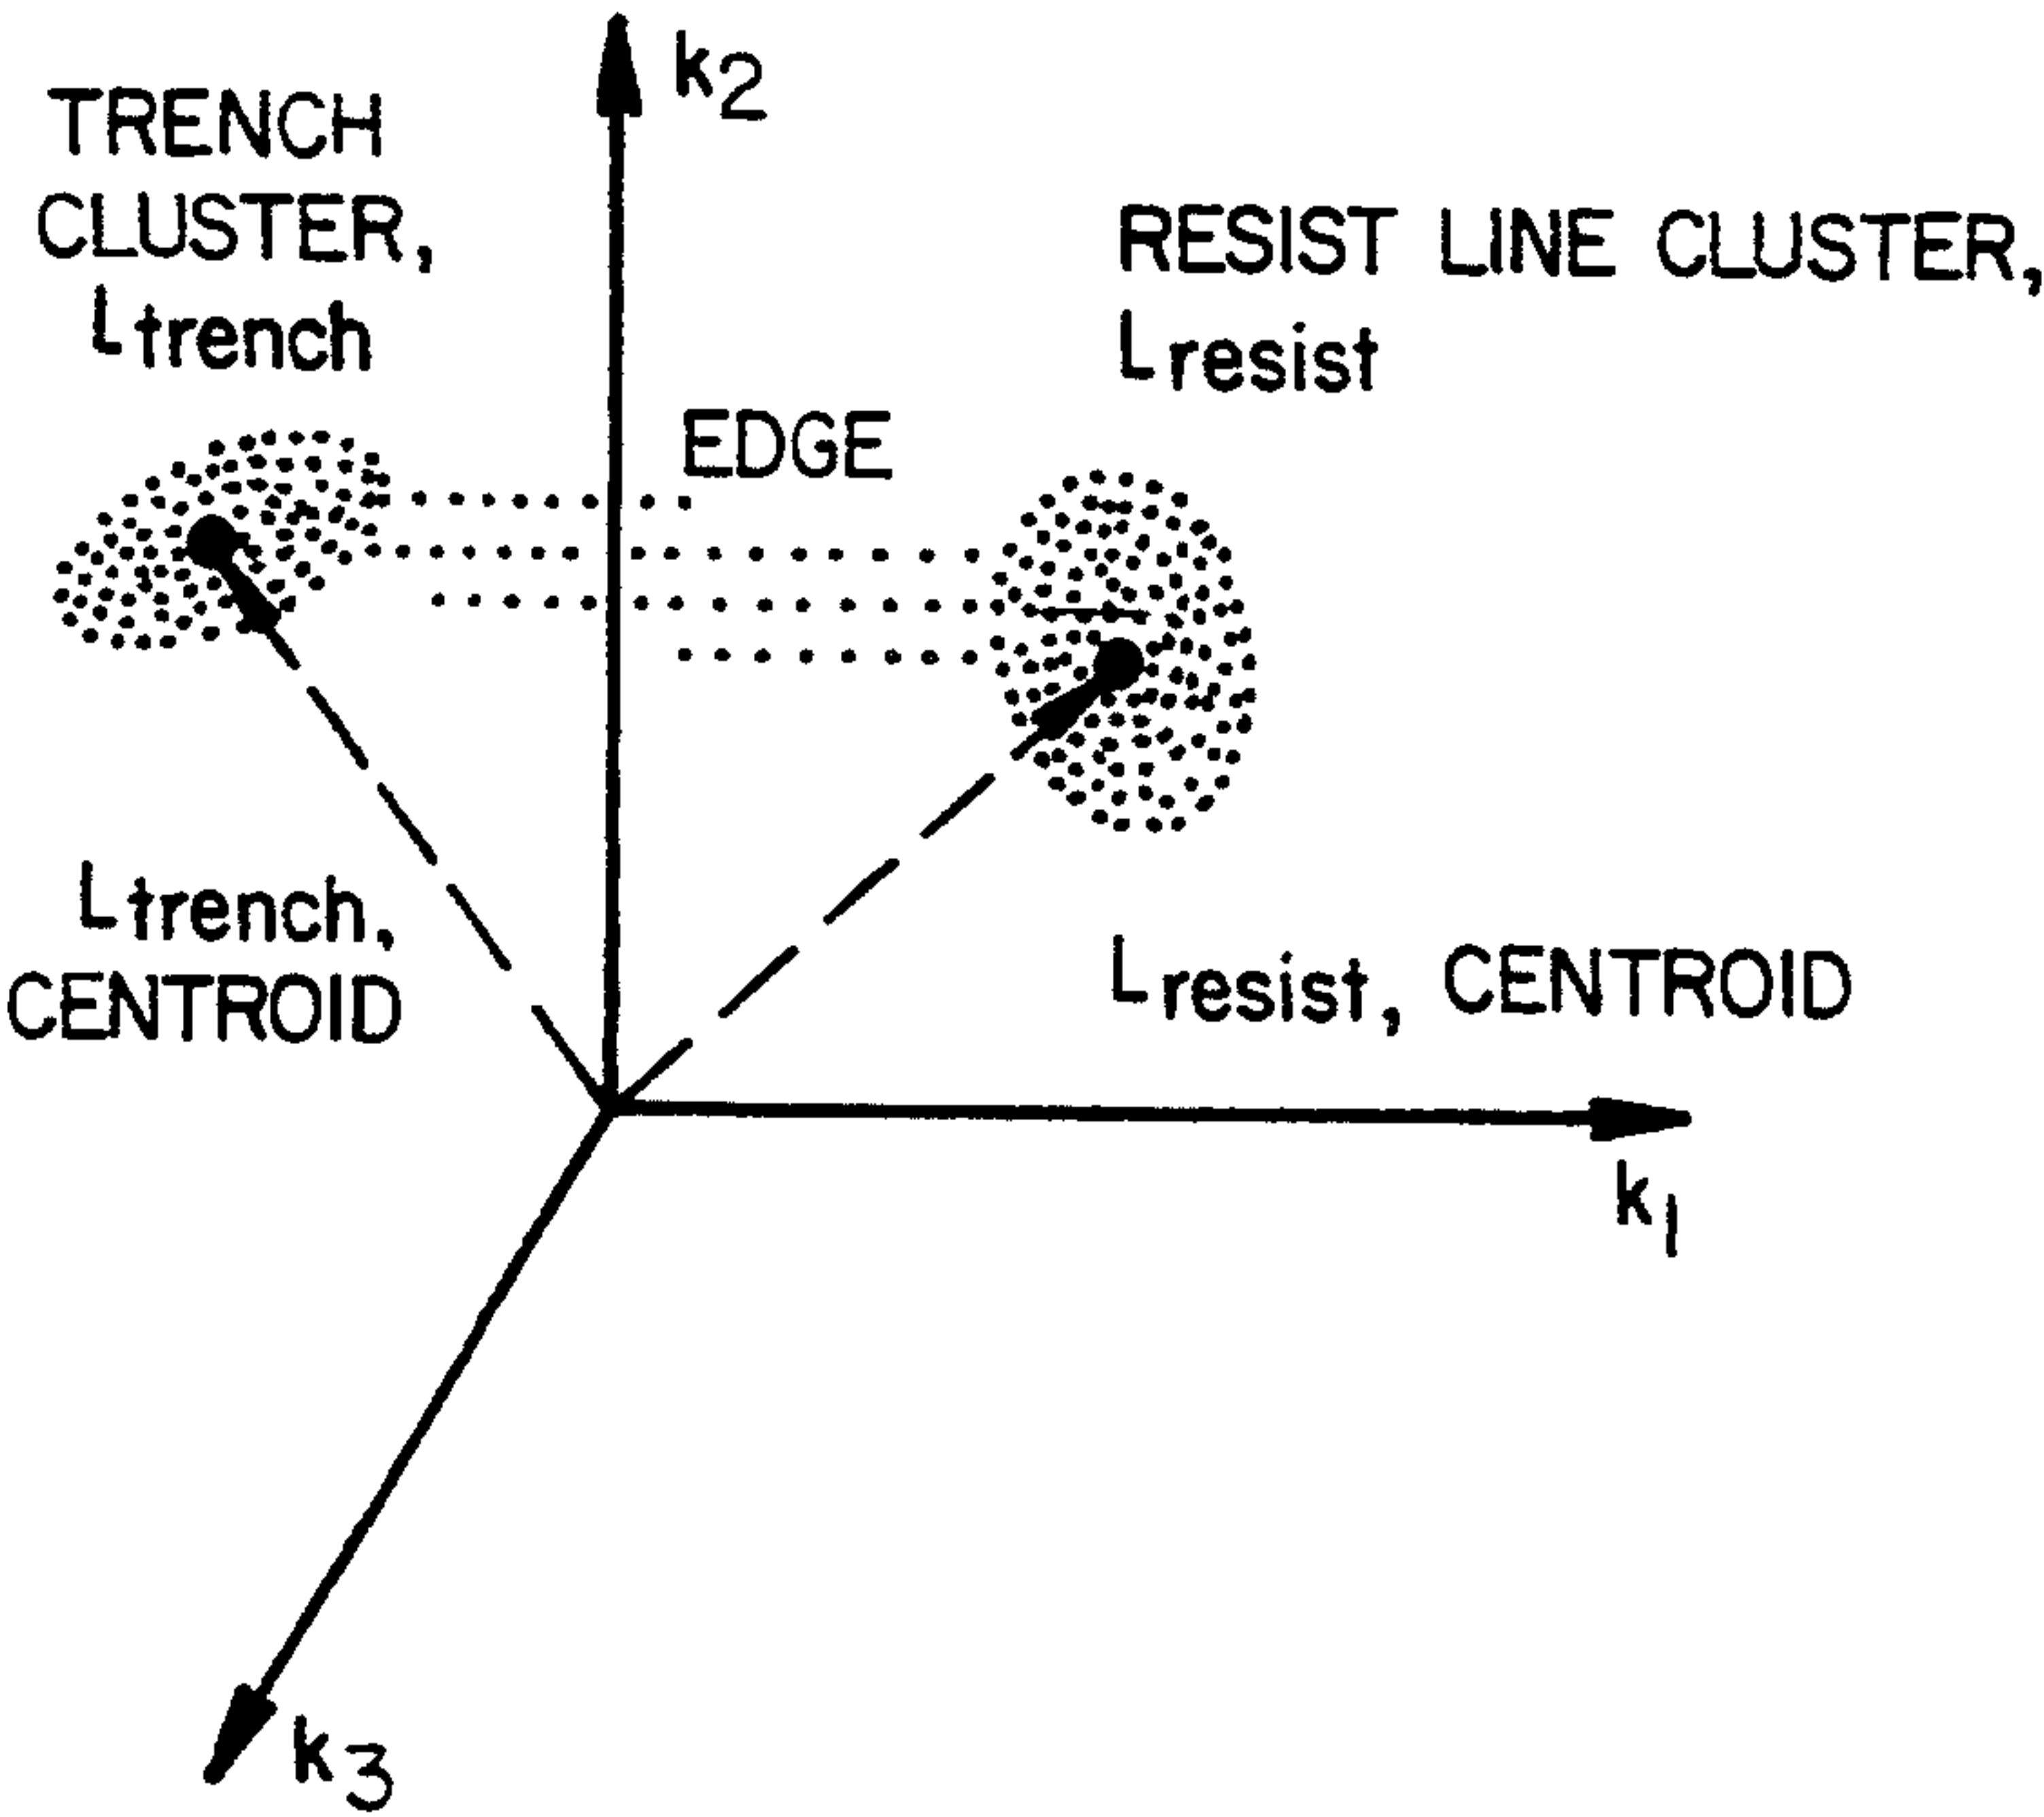 k2
TRENCH
CLUSTER,
Ltrench
RESIST LINE CLUSTER,
Lresist
EDGE
Ltrench,
CENTROID
Lresist, CENTROID
k1
k3